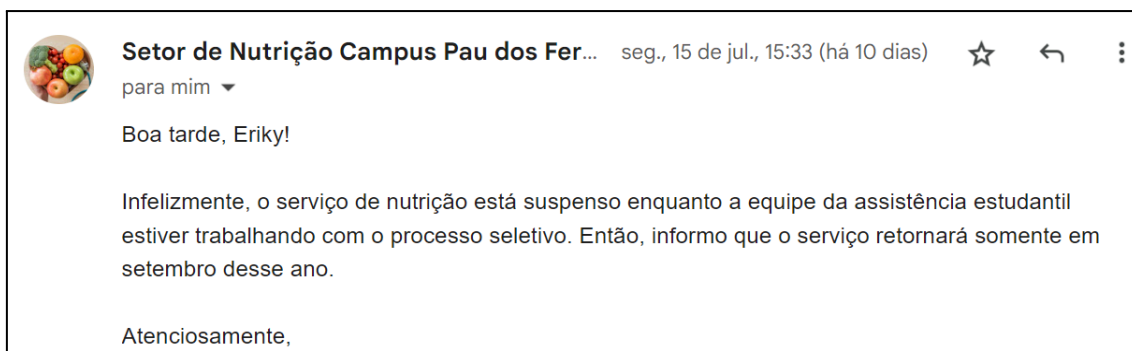 Setor de Nutrição Campus Pau dos Fer... seg., 15 de jul., 15:33 (há 10 dias)
para mim
Boa tarde, Eriky!
Infelizmente, o serviço de nutrição está suspenso enquanto a equipe da assistência estudantil
estiver trabalhando com o processo seletivo. Então, informo que o serviço retornará somente em
setembro desse ano.
Atenciosamente,